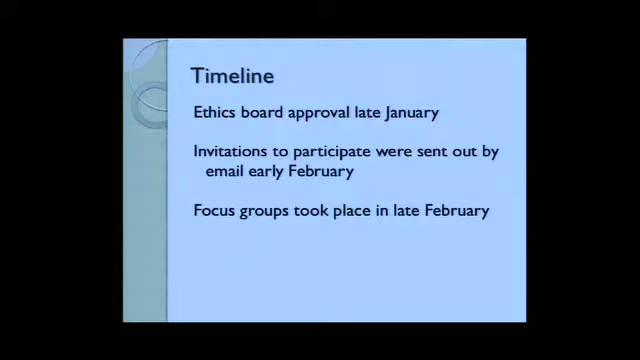 Timeline
Ethics board approval late January
Invitations to participate were sent out by
email early February
Focus groups took place in late February